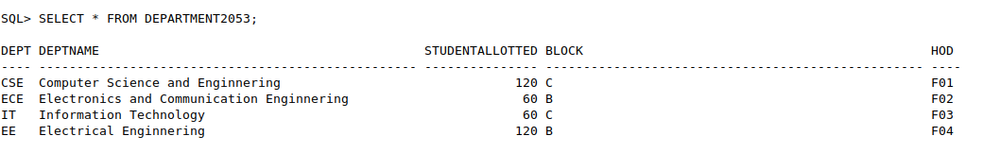 SQL> SELECT * FROM DEPARTMENT2053;
DEPT DEPTNAME                                           STUDENTALLOTTED BLOCK                                              HOD
---- -------------------------------------------------- --------------- -------------------------------------------------- ----
CSE  Computer Science and Enginnering                               120 C                                                  F01
ECE  Electronics and Communication Enginnering                       60 B                                                  F02
IT   Information Technology                                          60 C                                                  F03
EE   Electrical Enginnering                                         120 B                                                  F04